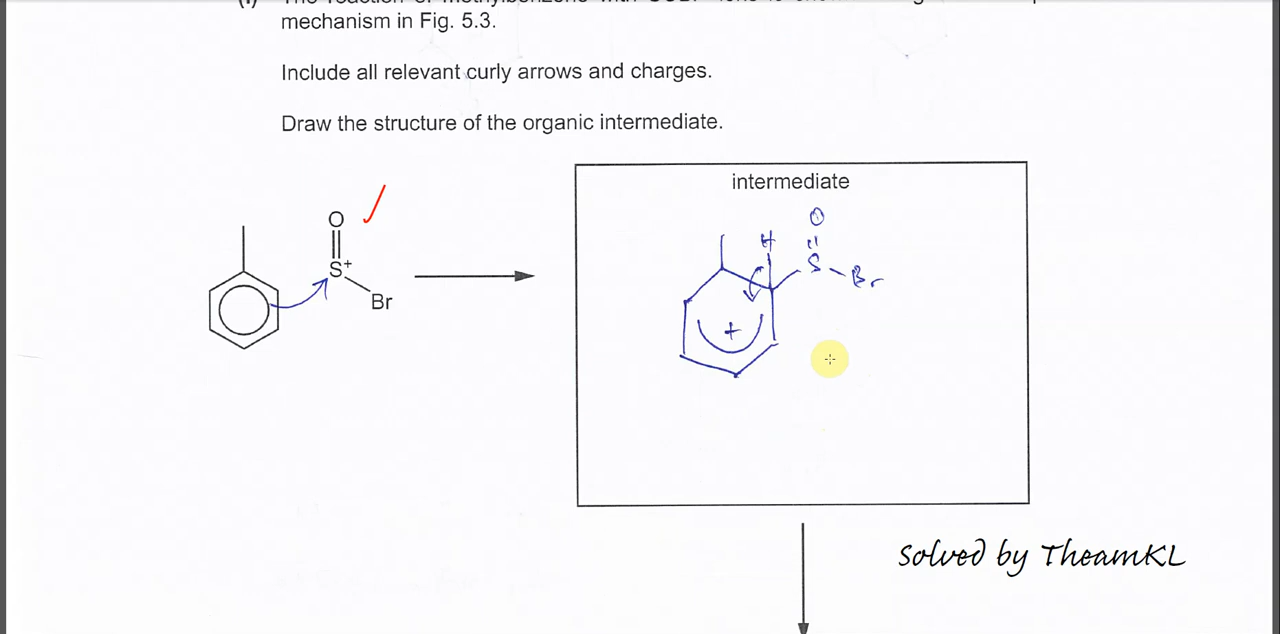 mechanism in Fig. 5.3.
Include all relevant curly arrows and charges.
Draw the structure of the organic intermediate.
intermediate
O
S+
Br
H
O
S
Br
+
Solved by TheamKL